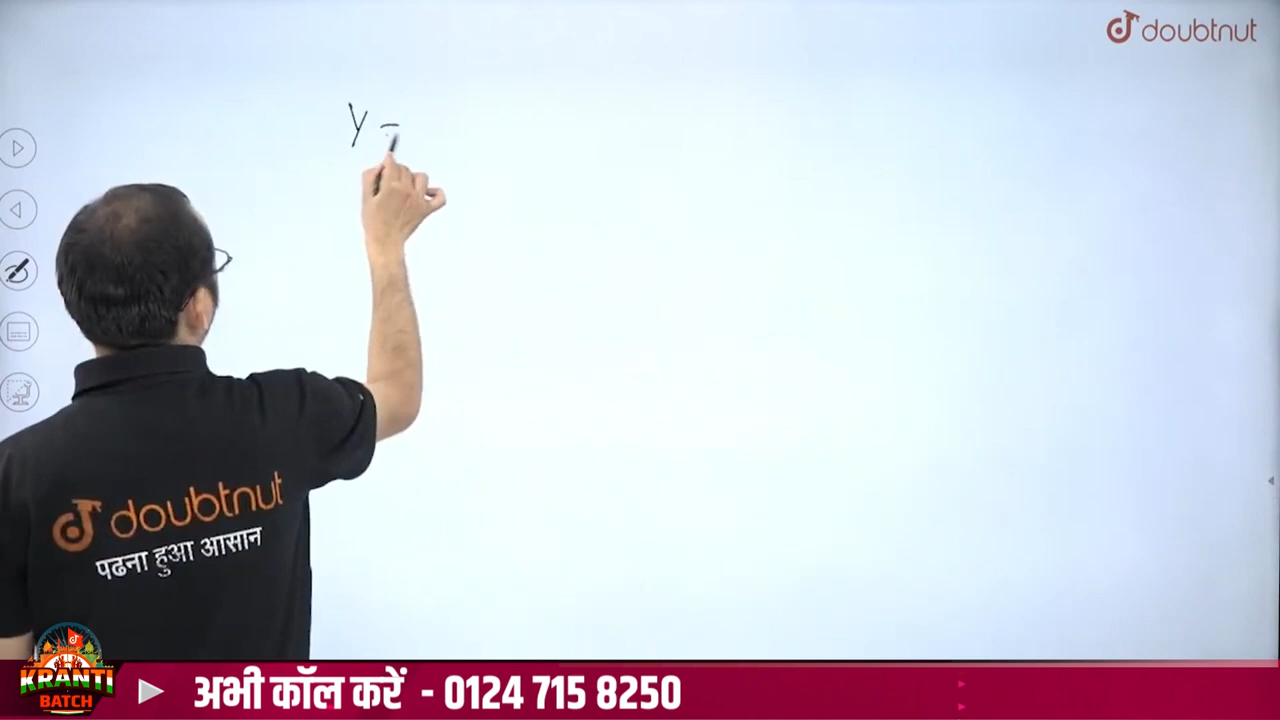 doubtnut
y =
doubtnut
पढना हुआ आसान
KRANTI
BATCH
अभी कॉल करें - 0124 715 8250